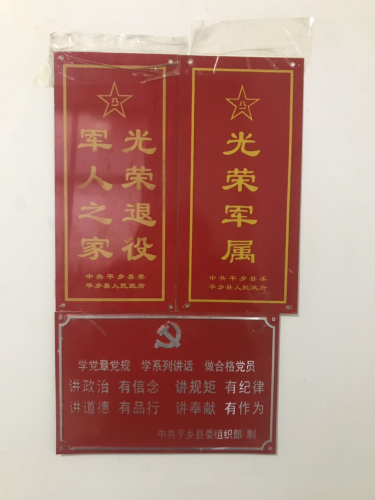 八一
光荣退役
军人之家
中共平乡县委
平乡县人民政府
八一
光荣军属
中共平乡县委
平乡县人民政府
学党章党规 学系列讲话 做合格党员
讲政治 有信念 讲规矩 有纪律
讲道德 有品行 讲奉献 有作为
中共平乡县委组织部 制